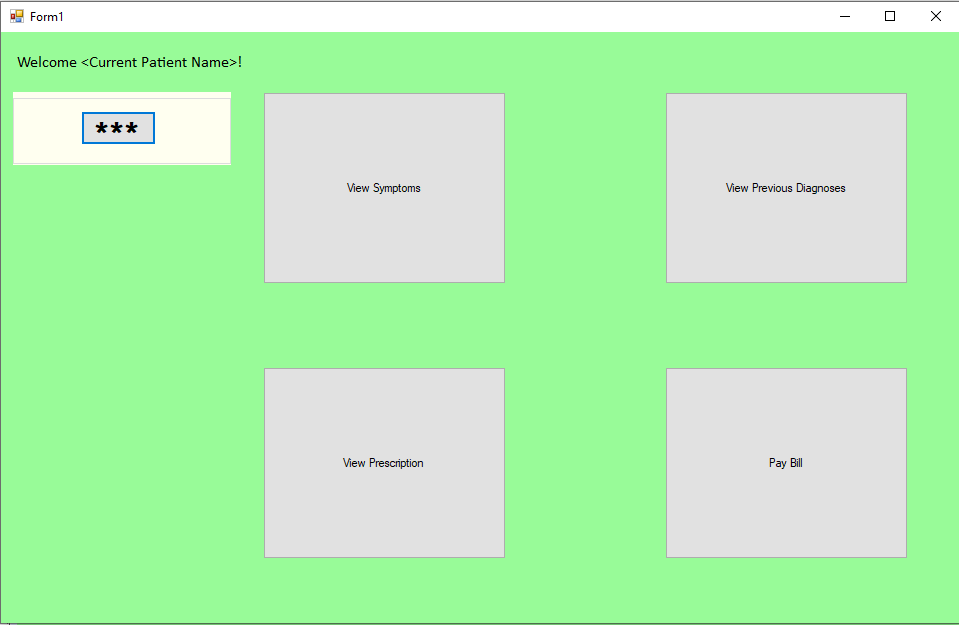 Form1
Welcome <Current Patient Name>!
***
View Symptoms
View Previous Diagnoses
View Prescription
Pay Bill